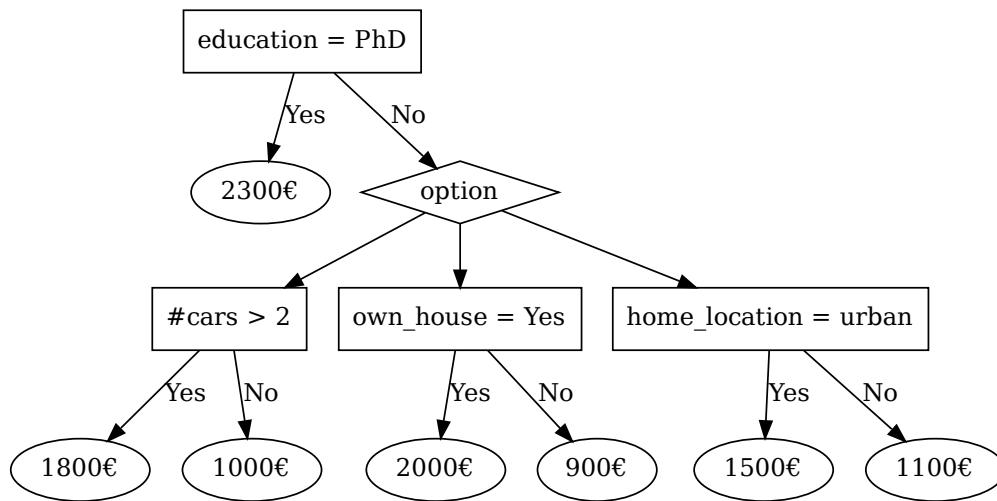 education = PhD
Yes
No
2300€
option
#cars > 2
own_house = Yes
home_location = urban
Yes
No
Yes
No
Yes
No
1800€
1000€
2000€
900€
1500€
1100€